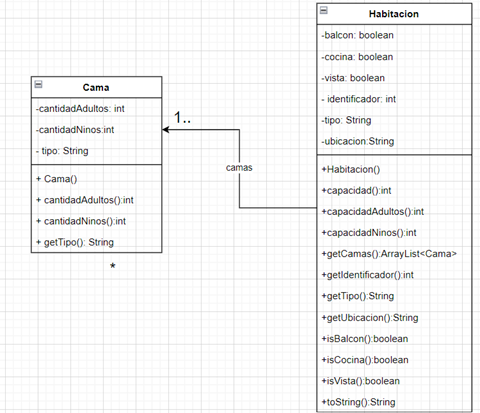 Cama
-cantidadAdultos: int
-cantidadNinos:int
- tipo: String
+ Cama()
+ cantidadAdultos():int
+ cantidadNinos():int
+ getTipo(): String
*
1..
camas
Habitacion
-balcon: boolean
-cocina: boolean
-vista: boolean
- identificador: int
-tipo: String
-ubicacion:String
+Habitacion()
+capacidad():int
+capacidadAdultos():int
+capacidadNinos():int
+getCamas():ArrayList<Cama>
+getIdentificador():int
+getTipo():String
+getUbicacion():String
+isBalcon():boolean
+isCocina():boolean
+isVista():boolean
+toString():String